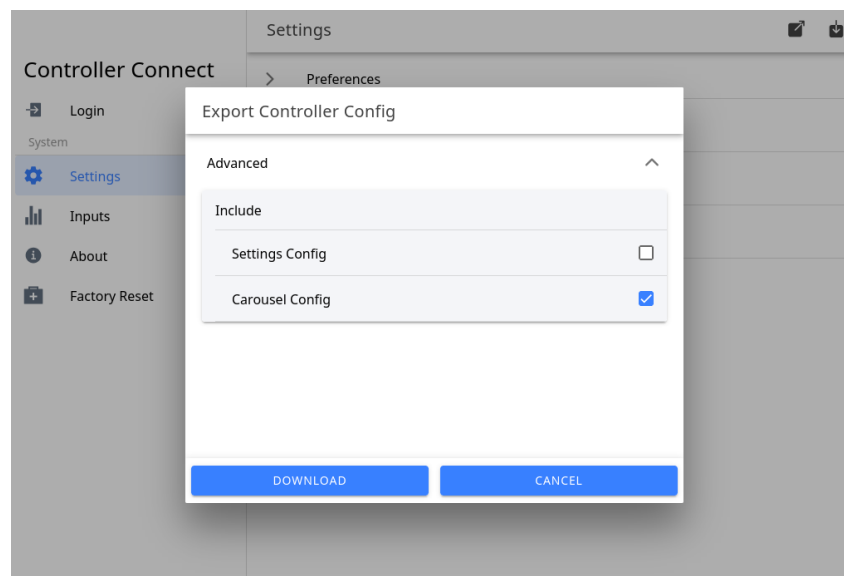 Settings
Controller Connect
Preferences
Login
System
Settings
Inputs
About
Factory Reset
Export Controller Config
Advanced
Include
Settings Config
Carousel Config
DOWNLOAD
CANCEL